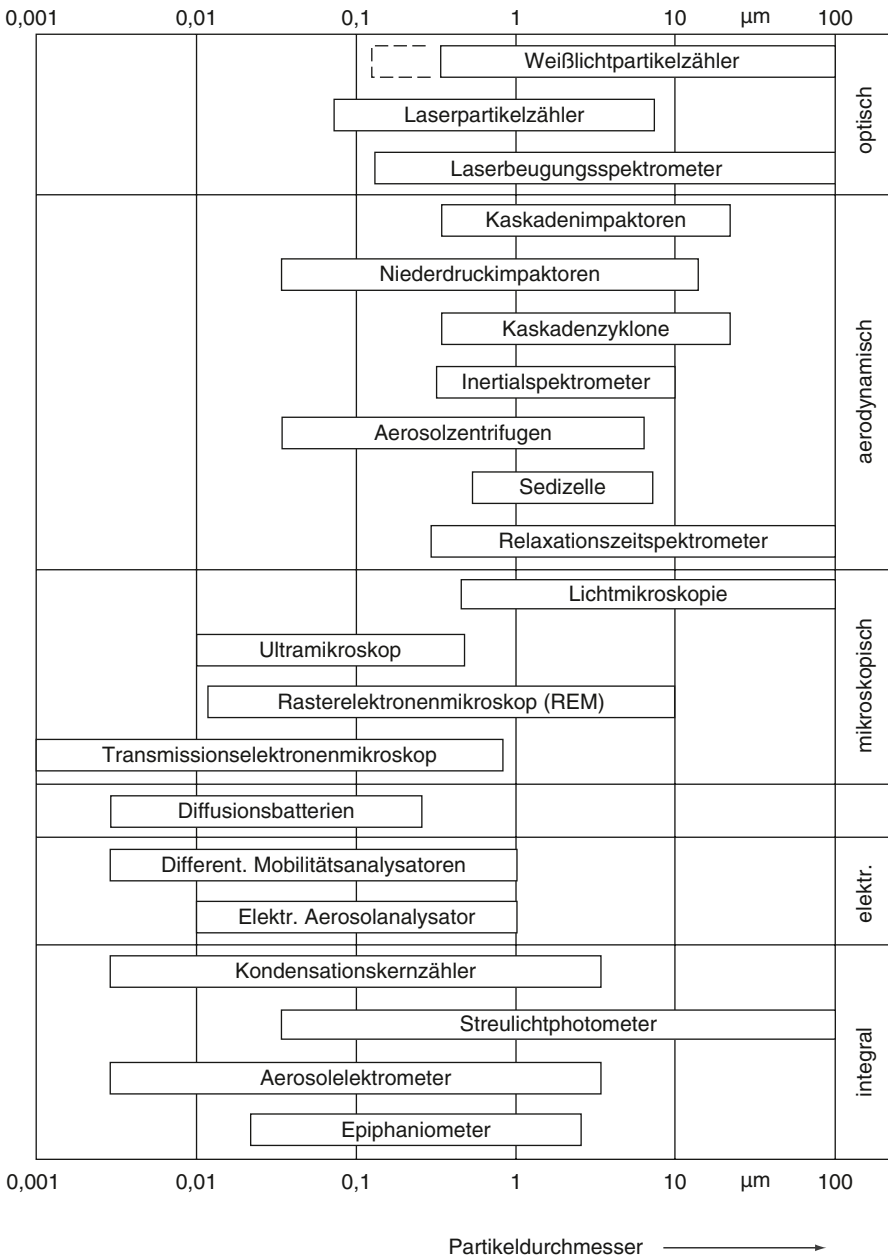 0,001 0,01 0,1 1 10 µm 100
Weißlichtpartikelzähler
Laserpartikelzähler
Laserbeugungsspektrometer
optisch
Kaskadenimpaktoren
Niederdruckimpaktoren
Kaskadenzyklone
Inertialspektrometer
Aerosolzentrifugen
Sedizelle
Relaxationszeitspektrometer
aerodynamisch
Lichtmikroskopie
Ultramikroskop
Rasterelektronenmikroskop (REM)
Transmissionselektronenmikroskop
mikroskopisch
Diffusionsbatterien
Different. Mobilitätsanalysatoren
Elektr. Aerosolanalysator
elektr.
Kondensationskernzähler
Streulichtphotometer
Aerosolelektrometer
Epiphaniometer
integral
0,001 0,01 0,1 1 10 µm 100
Partikeldurchmesser